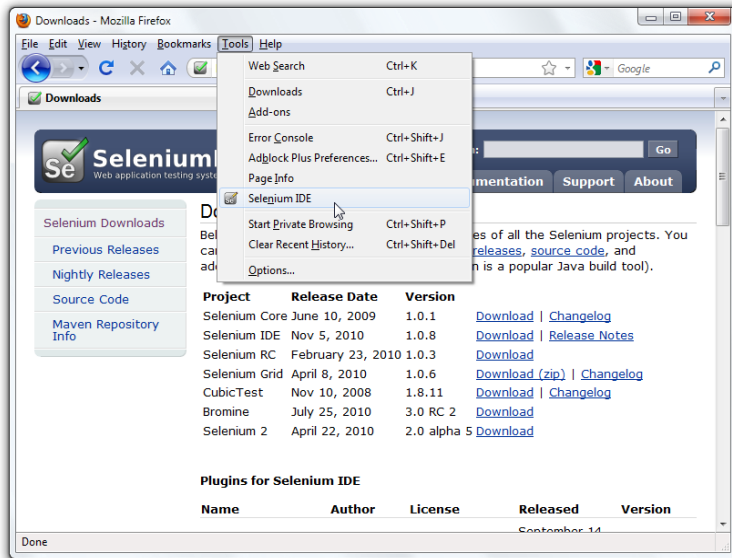 Downloads - Mozilla Firefox
File Edit View History Bookmarks Tools Help
Google
Downloads
Web Search Ctrl+K
Downloads Ctrl+J
Add-ons
Error Console Ctrl+Shift+J
Adblock Plus Preferences... Ctrl+Shift+E
Page Info
Selenium IDE
Start Private Browsing Ctrl+Shift+P
Clear Recent History... Ctrl+Shift+Del
Options...
Se
Web application testing
Go
Support About
Selenium Downloads
Previous Releases
Nightly Releases
Source Code
Maven Repository
Info
of all the Selenium projects. You
releases, source code, and
is a popular Java build tool).
Project Release Date Version
Selenium Core June 10, 2009 1.0.1 Download | Changelog
Selenium IDE Nov 5, 2010 1.0.8 Download | Release Notes
Selenium RC February 23, 2010 1.0.3 Download
Selenium Grid April 8, 2010 1.0.6 Download (zip) | Changelog
CubicTest Nov 10, 2008 1.8.11 Download | Changelog
Bromine July 25, 2010 3.0 RC 2 Download
Selenium 2 April 22, 2010 2.0 alpha 5 Download
Plugins for Selenium IDE
Name Author License Released Version
September 14,
Done